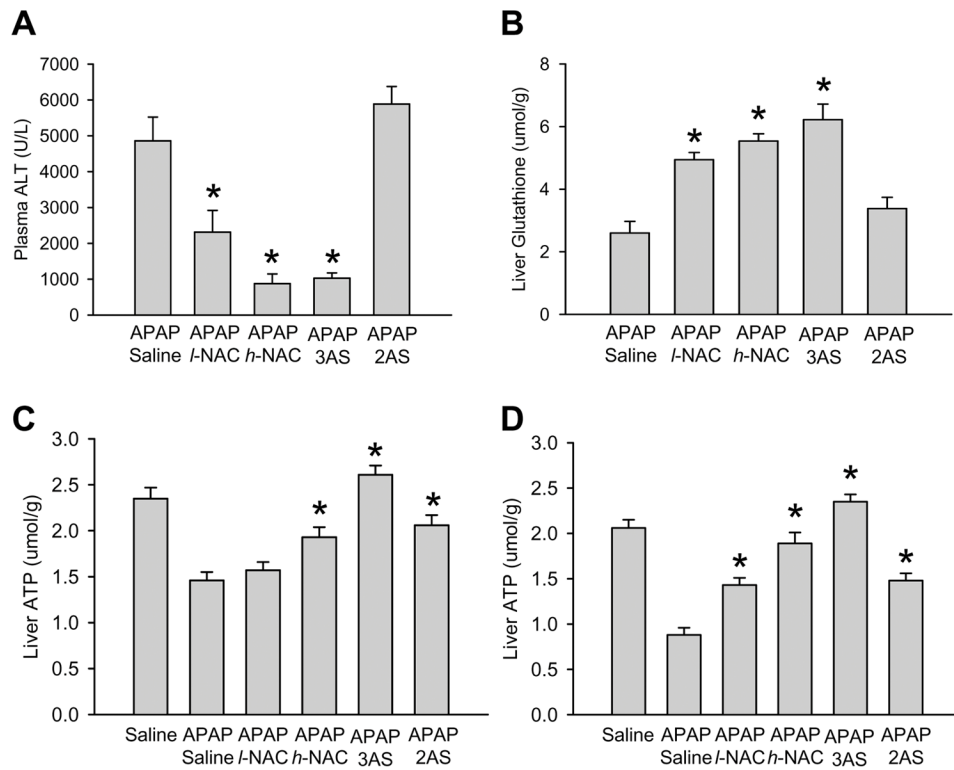 A
Plasma ALT (U/L)
7000
6000
5000
4000
3000
2000
1000
0
* * *
APAP APAP APAP APAP APAP
Saline l-NAC h-NAC 3AS 2AS
B
Liver Glutathione (umol/g)
8
6
4
2
0
* * *
APAP APAP APAP APAP APAP
Saline l-NAC h-NAC 3AS 2AS
C
Liver ATP (umol/g)
3.0
2.5
2.0
1.5
1.0
0.5
0.0
* * *
Saline APAP APAP APAP APAP APAP
Saline l-NAC h-NAC 3AS 2AS
D
Liver ATP (umol/g)
3.0
2.5
2.0
1.5
1.0
0.5
0.0
* * * *
Saline APAP APAP APAP APAP APAP
Saline l-NAC h-NAC 3AS 2AS